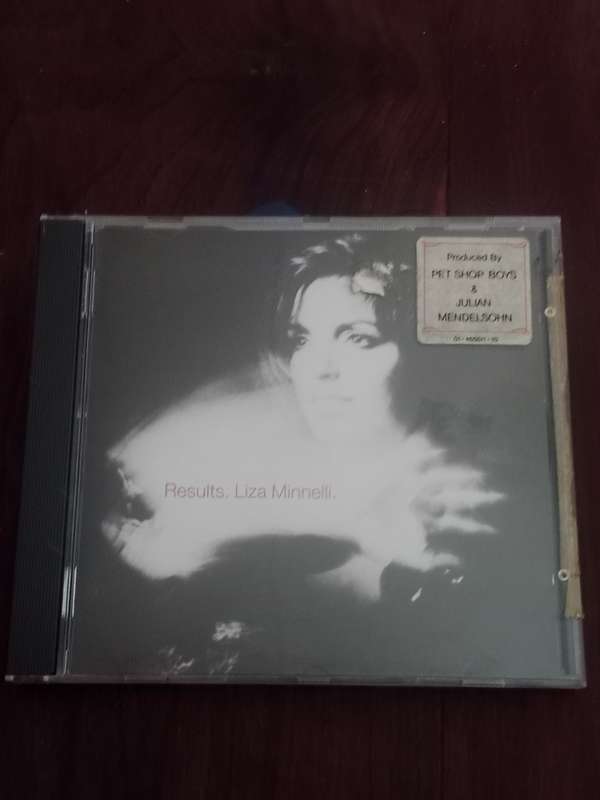 Produced By
PET SHOP BOYS
&
JULIAN
MENDELSOHN
Results. Liza Minnelli.